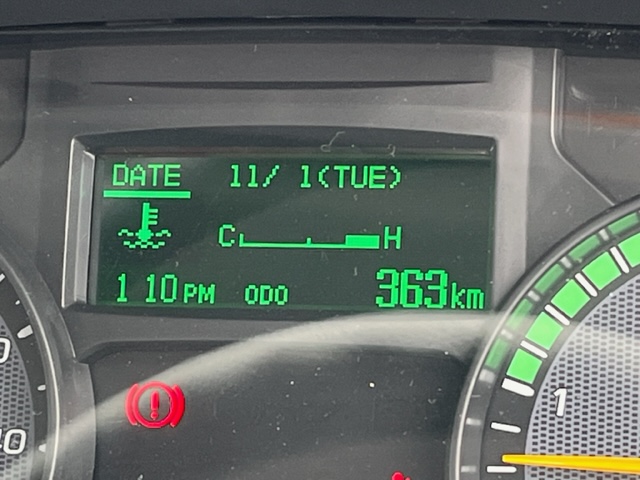 DATE 11/ 1(TUE)
C H
1 10PM ODO 363km
1